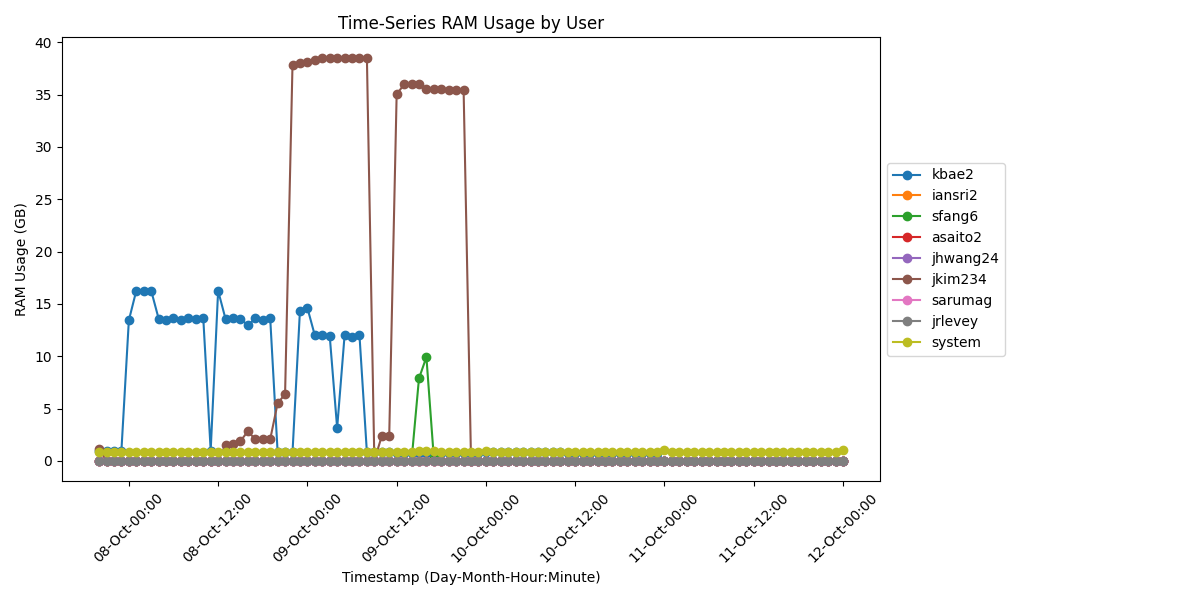 Time-Series RAM Usage by User
RAM Usage (GB)
40
35
30
25
20
15
10
5
0
08-Oct-00:00
08-Oct-12:00
09-Oct-00:00
09-Oct-12:00
10-Oct-00:00
10-Oct-12:00
11-Oct-00:00
11-Oct-12:00
12-Oct-00:00
Timestamp (Day-Month-Hour:Minute)
kbae2
iansri2
sfang6
asaito2
jhwang24
jkim234
sarumag
jrlevey
system